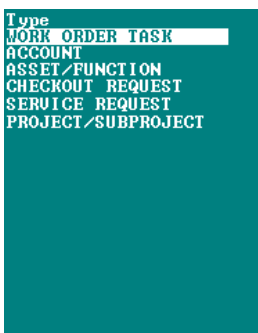 Type
WORK ORDER TASK
ACCOUNT
ASSET/FUNCTION
CHECKOUT REQUEST
SERVICE REQUEST
PROJECT/SUBPROJECT